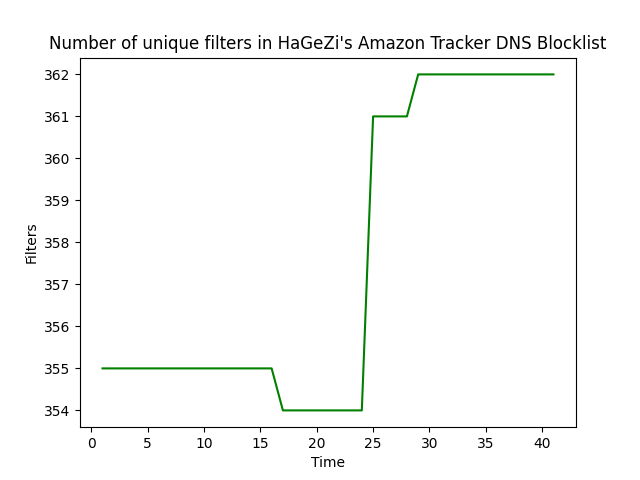 Number of unique filters in HaGeZi's Amazon Tracker DNS Blocklist
362
361
360
359
358
357
356
355
354
Filters
0 5 10 15 20 25 30 35 40
Time